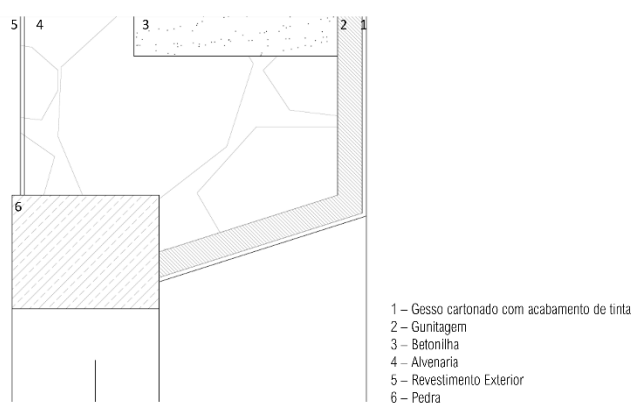 5 4 3 2 1
6
1 – Gesso cartonado com acabamento de tinta
2 – Gunitagem
3 – Betonilha
4 – Alvenaria
5 – Revestimento Exterior
6 – Pedra